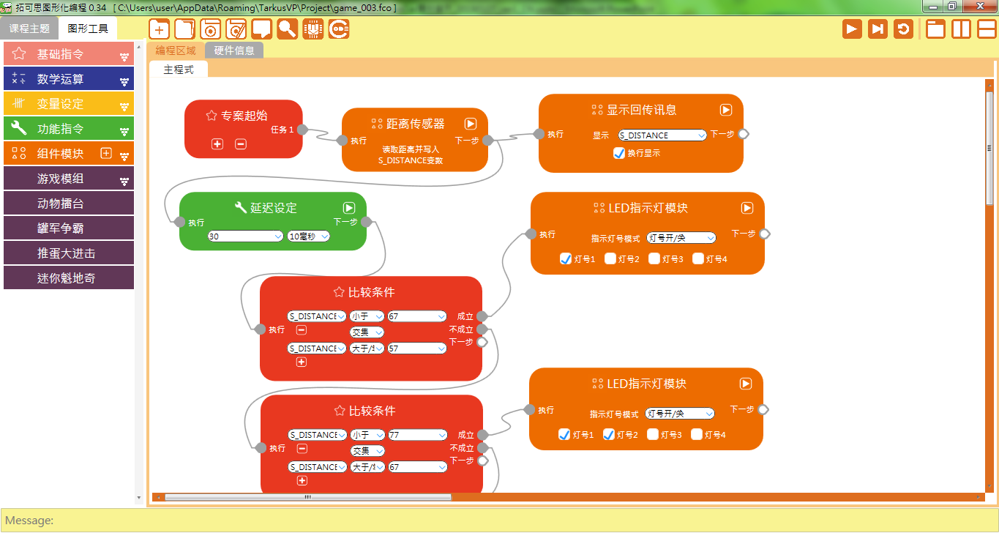 拓可思图形化编程 0.34 [ C:\Users\user\AppData\Roaming\TarkusVP\Project\game_003.fco ]
课程主题 图形工具
基础指令
数学运算
变量设定
功能指令
组件模块
游戏模组
动物擂台
罐军争霸
推蛋大进击
迷你魁地奇
编程区域 硬件信息
主程式
专案起始
任务 1
距离传感器
执行 下一步
读取距离并写入
S_DISTANCE变数
显示回传讯息
执行 显示 S_DISTANCE 下一步
换行显示
延迟设定
执行 下一步
30 10毫秒
LED指示灯模块
执行 指示灯号模式 灯号开/关 下一步
灯号1 灯号2 灯号3 灯号4
比较条件
S_DISTANCE 小于 67 成立
执行 交集 不成立
下一步
S_DISTANCE 大于/ 57
LED指示灯模块
执行 指示灯号模式 灯号开/关 下一步
灯号1 灯号2 灯号3 灯号4
比较条件
S_DISTANCE 小于 77 成立
执行 交集 不成立
下一步
S_DISTANCE 大于/ 67
Message: